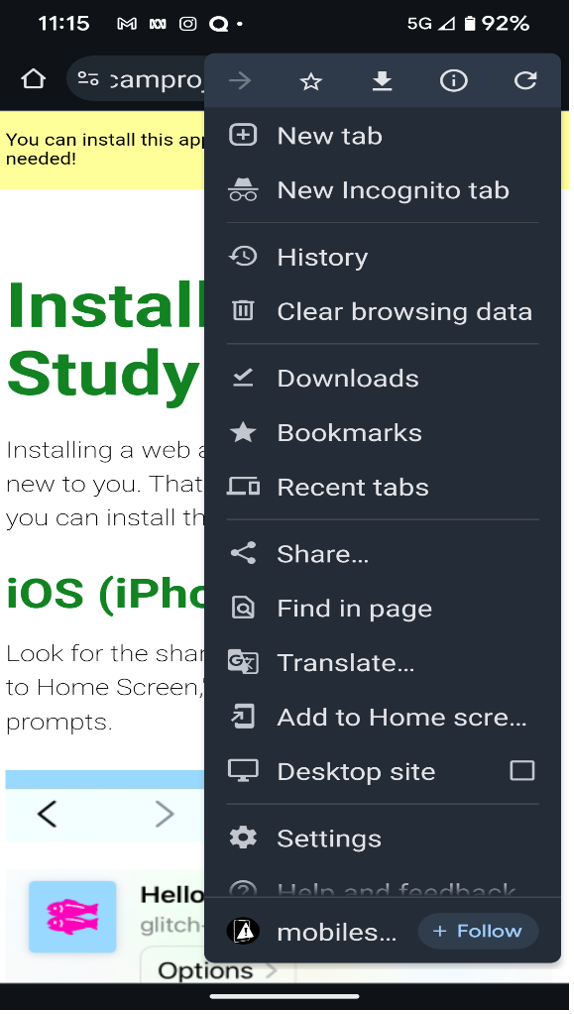 11:15
5G 92%
camproj
You can install this app
needed!
New tab
New Incognito tab
History
Clear browsing data
Downloads
Bookmarks
Recent tabs
Share...
Find in page
Translate...
Add to Home scre...
Desktop site
Settings
Help and feedback
mobiles...
+ Follow
Install
Study
Installing a web a
new to you. That
you can install th
iOS (iPho
Look for the shar
to Home Screen,"
prompts.
Hello
glitch-
Options